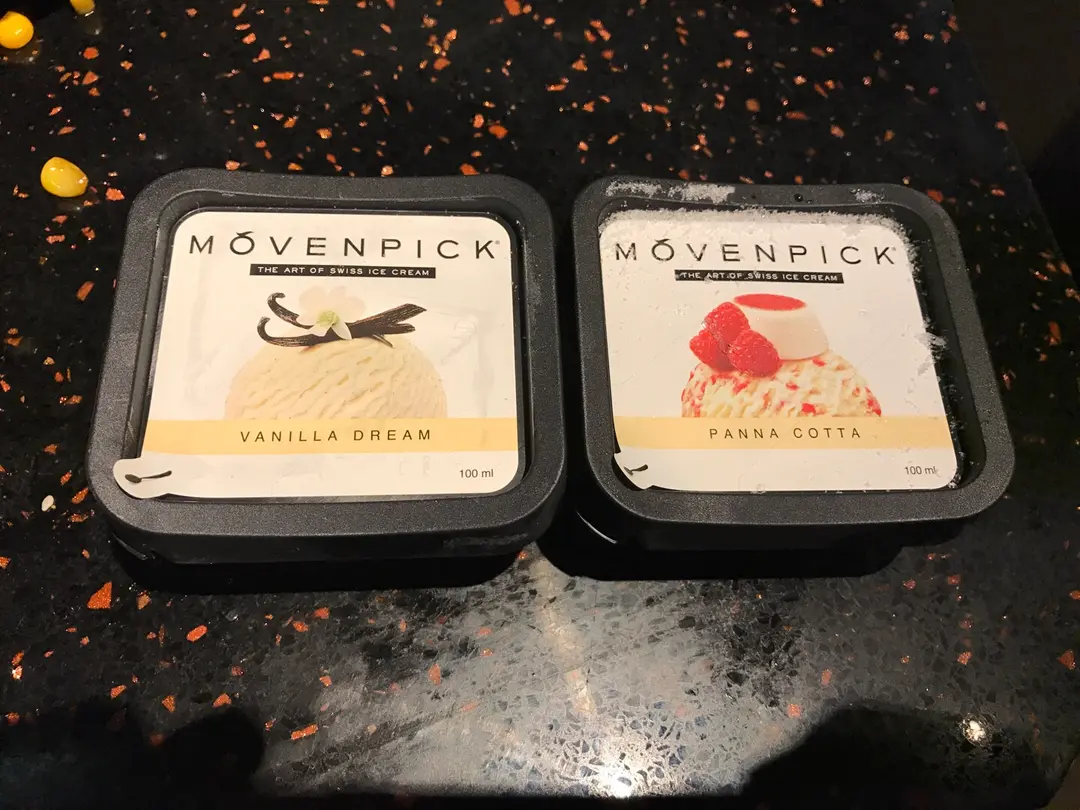 MÖVENPICK®
THE ART OF SWISS ICE CREAM
VANILLA DREAM
100 ml
MÖVENPICK®
THE ART OF SWISS ICE CREAM
PANNA COTTA
100 ml